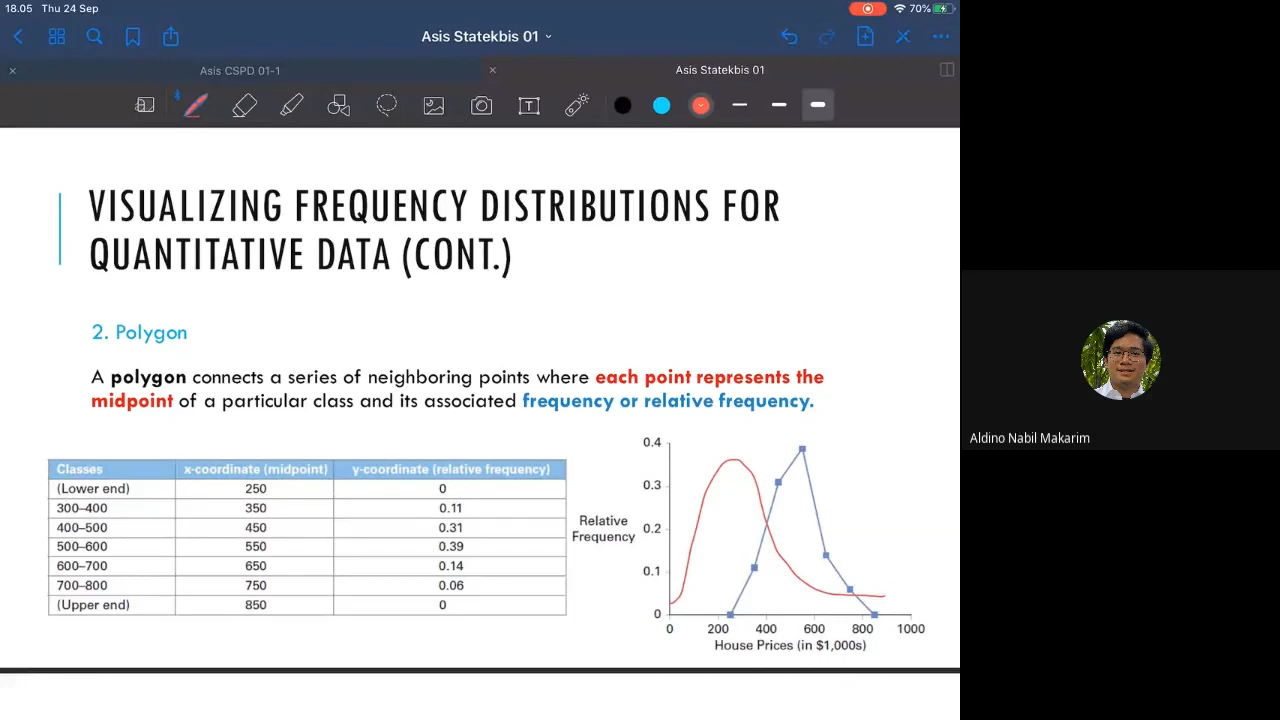 18.05 Thu 24 Sep
70%
Asis Statekbis 01
Asis CSPD 01-1
Asis Statekbis 01
T
VISUALIZING FREQUENCY DISTRIBUTIONS FOR
QUANTITATIVE DATA (CONT.)
2. Polygon
A polygon connects a series of neighboring points where each point represents the
midpoint of a particular class and its associated frequency or relative frequency.
Classes x-coordinate (midpoint) y-coordinate (relative frequency)
(Lower end) 250 0
300–400 350 0.11
400–500 450 0.31
500–600 550 0.39
600–700 650 0.14
700–800 750 0.06
(Upper end) 850 0
Relative
Frequency
0.4
0.3
0.2
0.1
0
0 200 400 600 800 1000
House Prices (in $1,000s)
Aldino Nabil Makarim